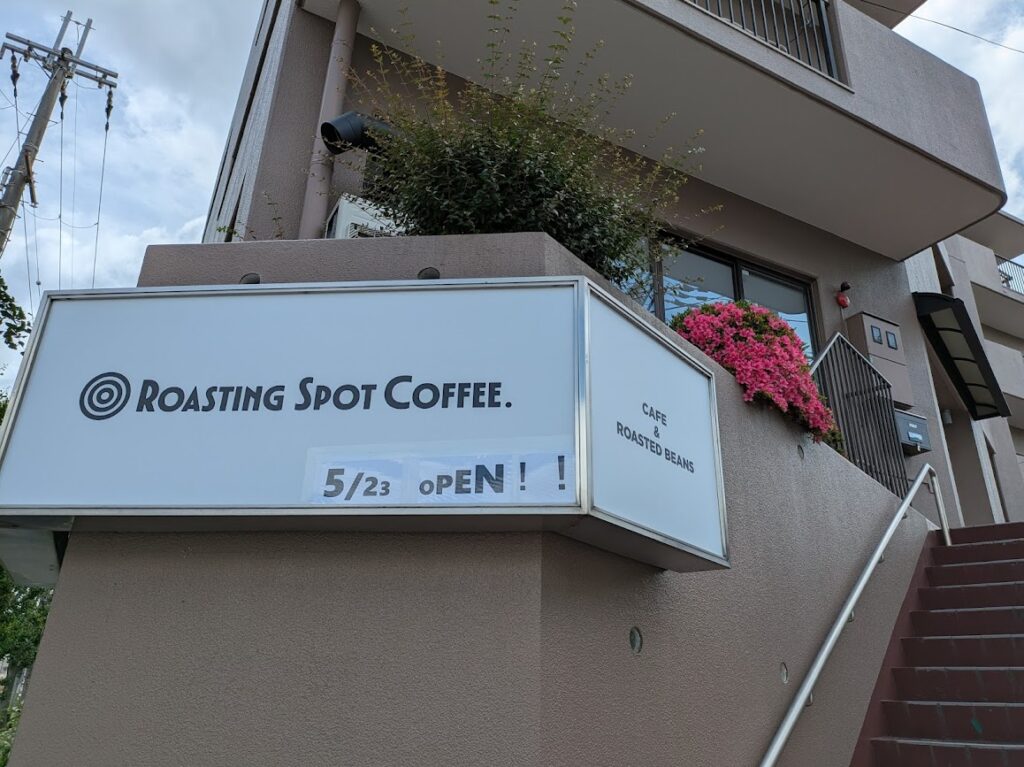 ROASTING SPOT COFFEE.
5/23 OPEN!!
CAFE
&
ROASTED BEANS